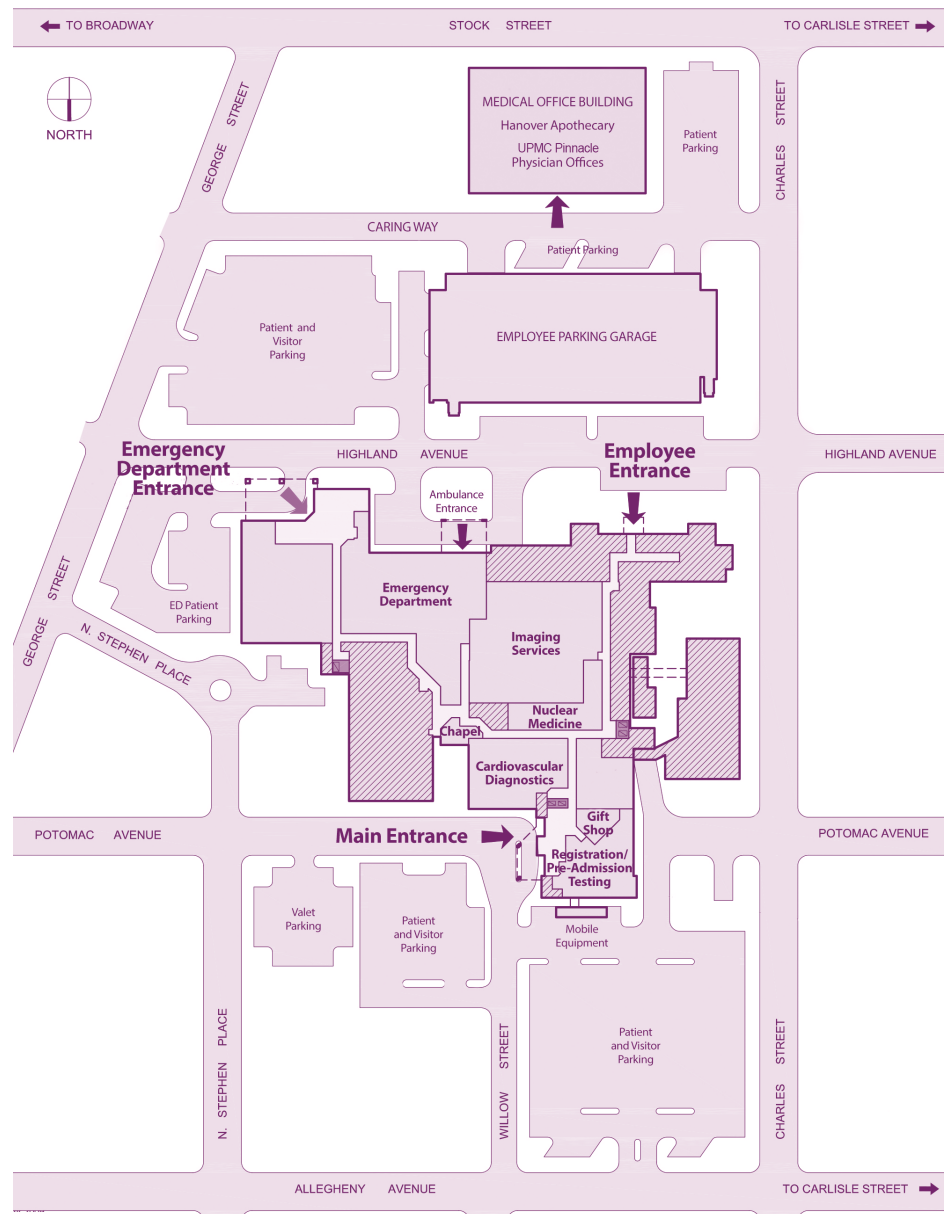 TO BROADWAY
STOCK STREET
TO CARLISLE STREET
NORTH
GEORGE STREET
CHARLES STREET
MEDICAL OFFICE BUILDING
Hanover Apothecary
UPMC Pinnacle
Physician Offices
Patient
Parking
CARING WAY
Patient Parking
Patient and
Visitor
Parking
EMPLOYEE PARKING GARAGE
Emergency
Department
Entrance
HIGHLAND AVENUE
Employee
Entrance
HIGHLAND AVENUE
Ambulance
Entrance
GEORGE STREET
ED Patient
Parking
N. STEPHEN PLACE
Emergency
Department
Imaging
Services
Nuclear
Medicine
Chapel
Cardiovascular
Diagnostics
Gift
Shop
POTOMAC AVENUE
Main Entrance
POTOMAC AVENUE
Registration/
Pre-Admission
Testing
Valet
Parking
Patient
and Visitor
Parking
Mobile
Equipment
N. STEPHEN PLACE
WILLOW STREET
Patient
and Visitor
Parking
CHARLES STREET
ALLEGHENY AVENUE
TO CARLISLE STREET